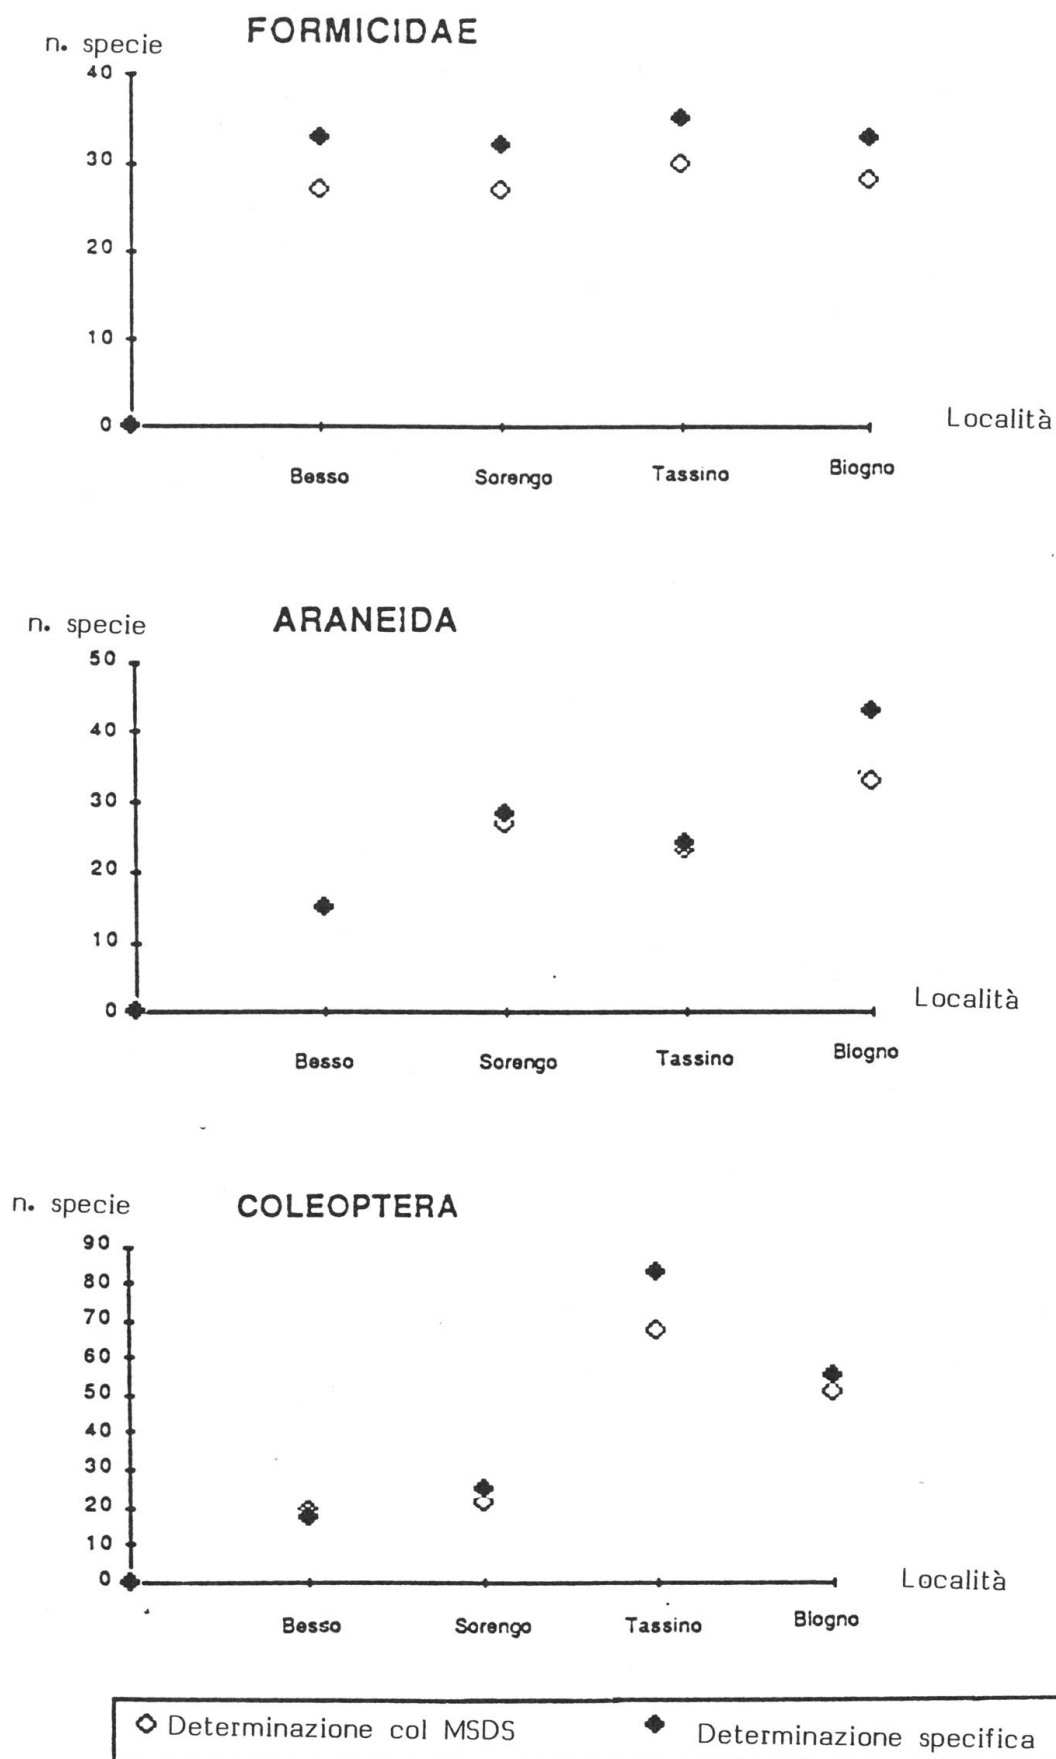 FORMICIDAE
n. specie
40
30
20
10
0
Località
Besso Sorengo Tassino Biogno
ARANEIDA
n. specie
50
40
30
20
10
0
Località
Besso Sorengo Tassino Biogno
COLEOPTERA
n. specie
90
80
70
60
50
40
30
20
10
0
Località
Besso Sorengo Tassino Biogno
Determinazione col MSDS Determinazione specifica